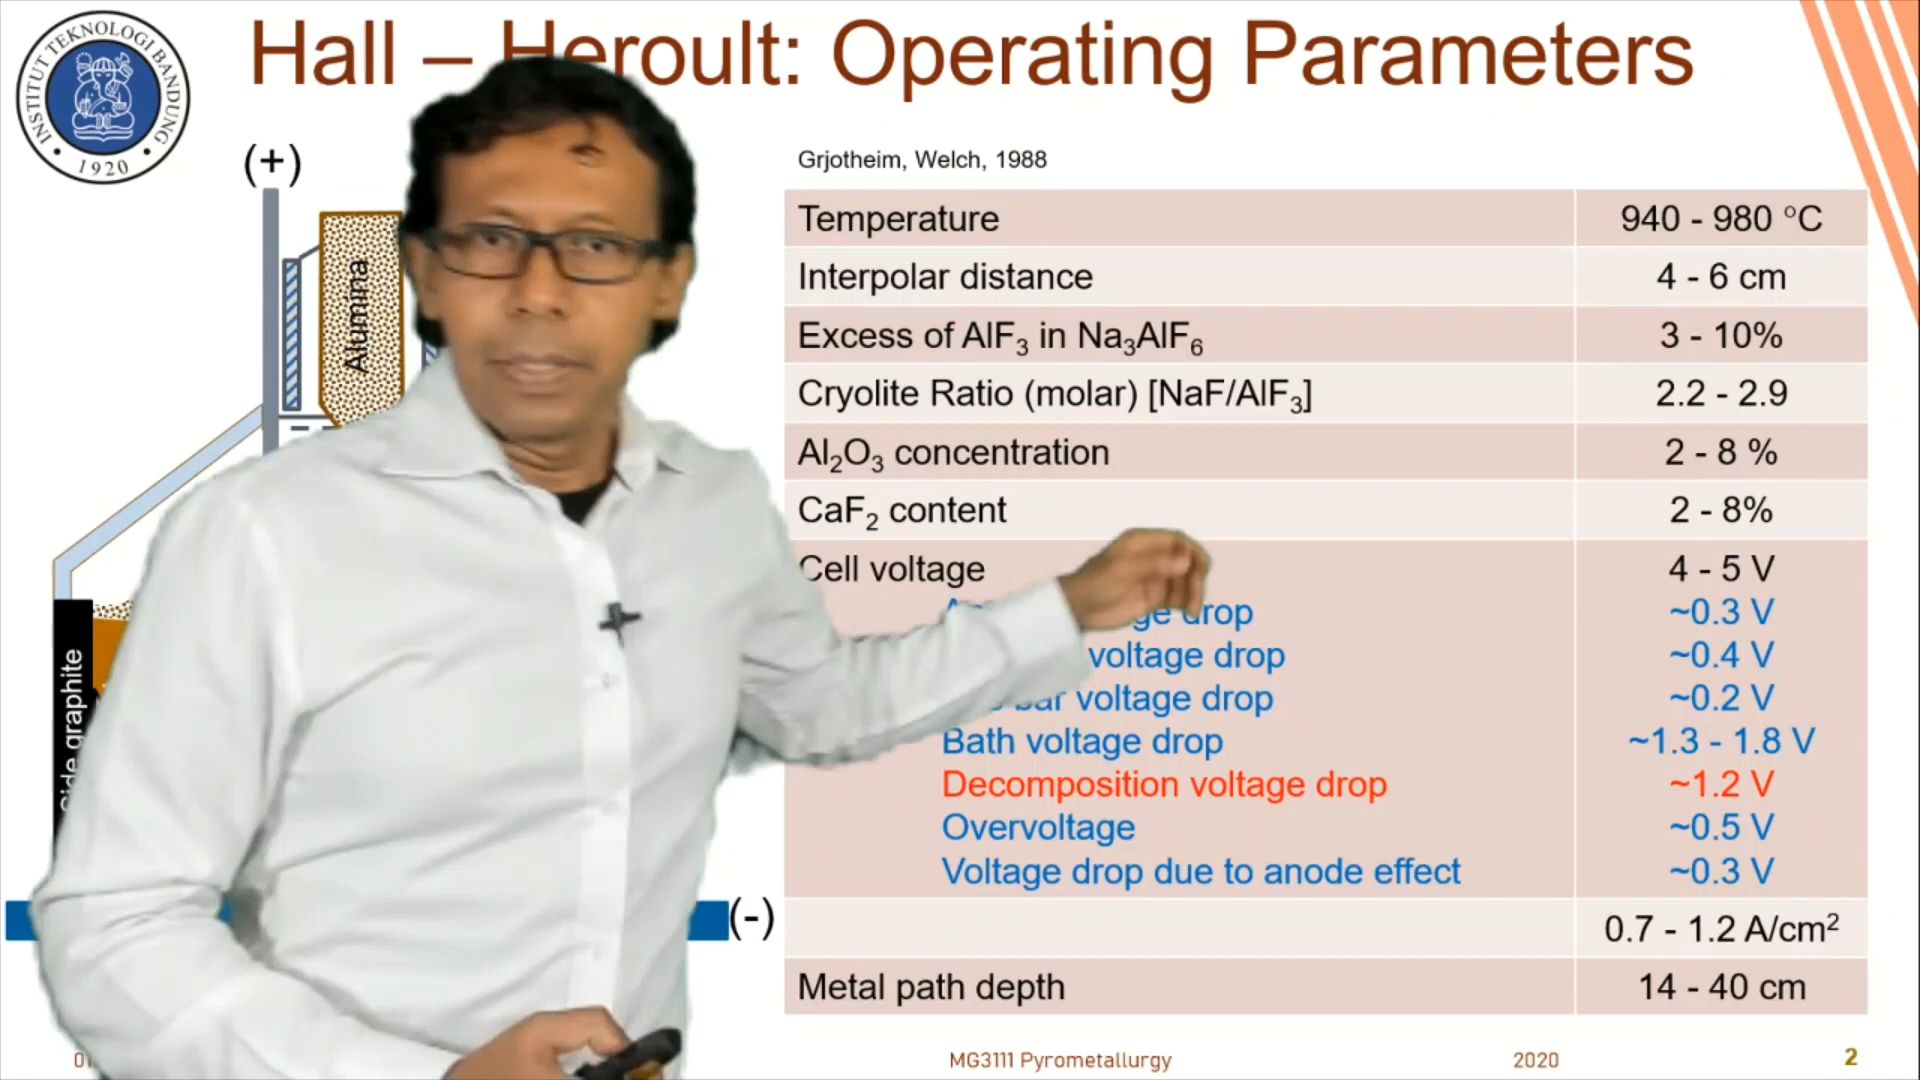 Hall – Heroult: Operating Parameters
INSTITUT TEKNOLOGI BANDUNG
1920
(+)
Grjotheim, Welch, 1988
Alumina
Temperature 940 - 980 °C
Interpolar distance 4 - 6 cm
Excess of AlF₃ in Na₃AlF₆ 3 - 10%
Cryolite Ratio (molar) [NaF/AlF₃] 2.2 - 2.9
Al₂O₃ concentration 2 - 8 %
CaF₂ content 2 - 8%
Cell voltage 4 - 5 V
drop ~0.3 V
voltage drop ~0.4 V
voltage drop ~0.2 V
Bath voltage drop ~1.3 - 1.8 V
Decomposition voltage drop ~1.2 V
Overvoltage ~0.5 V
Voltage drop due to anode effect ~0.3 V
0.7 - 1.2 A/cm²
Metal path depth 14 - 40 cm
Side graphite
(-)
MG3111 Pyrometallurgy
2020
2